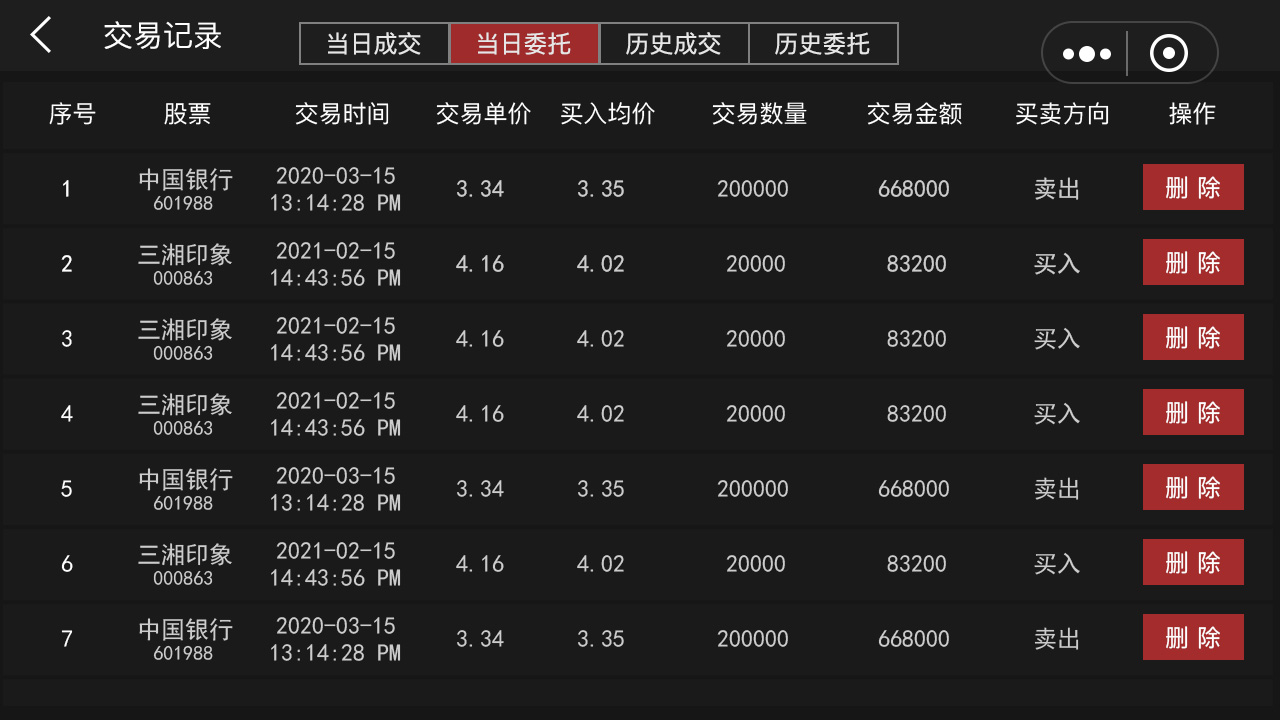 交易记录
当日成交 当日委托 历史成交 历史委托
序号 股票 交易时间 交易单价 买入均价 交易数量 交易金额 买卖方向 操作
1 中国银行 601988 2020-03-15 13:14:28 PM 3.34 3.35 200000 668000 卖出 删除
2 三湘印象 000863 2021-02-15 14:43:56 PM 4.16 4.02 20000 83200 买入 删除
3 三湘印象 000863 2021-02-15 14:43:56 PM 4.16 4.02 20000 83200 买入 删除
4 三湘印象 000863 2021-02-15 14:43:56 PM 4.16 4.02 20000 83200 买入 删除
5 中国银行 601988 2020-03-15 13:14:28 PM 3.34 3.35 200000 668000 卖出 删除
6 三湘印象 000863 2021-02-15 14:43:56 PM 4.16 4.02 20000 83200 买入 删除
7 中国银行 601988 2020-03-15 13:14:28 PM 3.34 3.35 200000 668000 卖出 删除